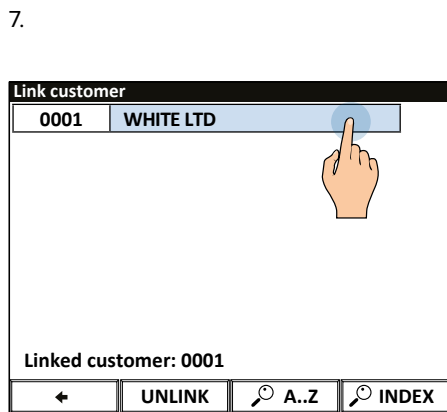 7.
Link customer
0001 WHITE LTD
Linked customer: 0001
UNLINK A..Z INDEX